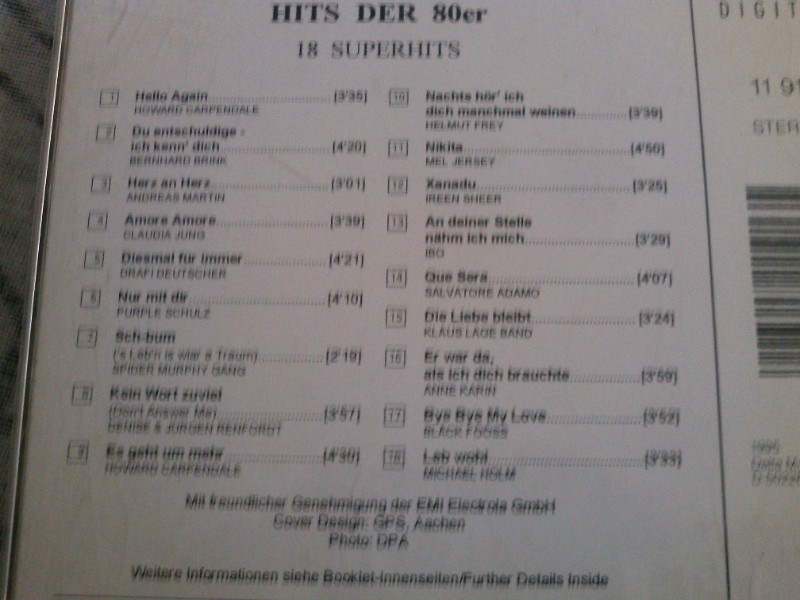 HITS DER 80er
18 SUPERHITS
1 Hello Again [3'35]
HOWARD CARPENDALE
2 Du entschuldige -
ich kenn' dich [4'20]
BERNHARD BRINK
3 Herz an Herz [3'01]
ANDREAS MARTIN
4 Amore Amore [3'39]
CLAUDIA JUNG
5 Diesmal für immer [4'21]
DRAFI DEUTSCHER
6 Nur mit dir [4'10]
PURPLE SCHULZ
7 Sch-bum
('s Leb'n is wiar a Traum) [2'19]
SPIDER MURPHY GANG
8 Kein Wort zuviel
(Don't Answer Me) [3'57]
DENISE & JÜRGEN RENFORDT
9 Es geht um mehr [4'30]
HOWARD CARPENDALE
10 Nachts hör' ich
dich manchmal weinen [3'39]
HELMUT FREY
11 Nikita [4'50]
MEL JERSEY
12 Xanadu [3'25]
IREEN SHEER
13 An deiner Stelle
nähm ich mich [3'29]
IBO
14 Que Sera [4'07]
SALVATORE ADAMO
15 Die Liebe bleibt [3'24]
KLAUS LAGE BAND
16 Er war da,
als ich dich brauchte [3'59]
ANNE KARIN
17 Bye Bye My Love [3'52]
BLÄCK FÖÖSS
18 Leb wohl [3'33]
MICHAEL HOLM
Mit freundlicher Genehmigung der EMI Electrola GmbH
Cover Design: GPS, Aachen
Photo: DPA
Weitere Informationen siehe Booklet-Innenseiten/Further Details Inside
DIGIT
11 91
STER
1995